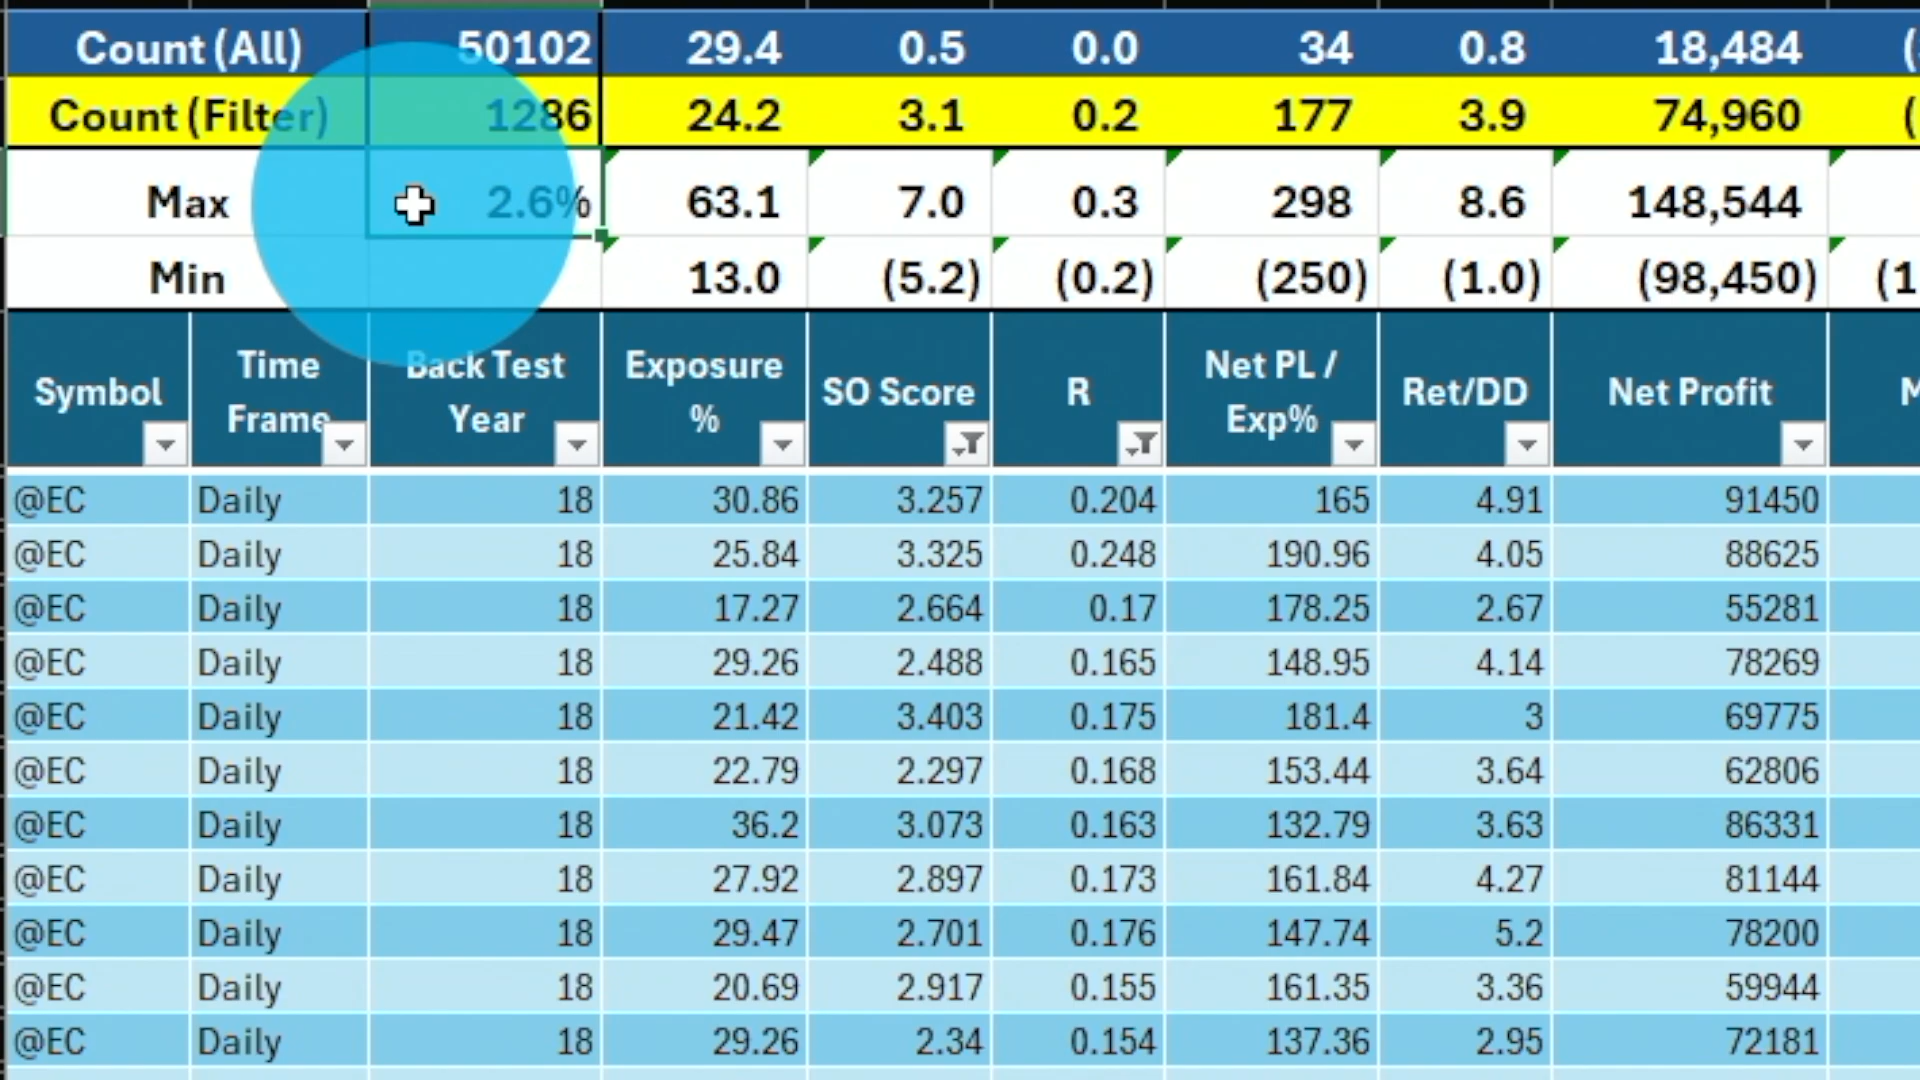 Count (All) 50102 29.4 0.5 0.0 34 0.8 18,484 (
Count (Filter) 1286 24.2 3.1 0.2 177 3.9 74,960 (
Max 2.6% 63.1 7.0 0.3 298 8.6 148,544
Min 13.0 (5.2) (0.2) (250) (1.0) (98,450) (1
Symbol Time Frame Back Test Year Exposure % SO Score R Net PL / Exp% Ret/DD Net Profit M
@EC Daily 18 30.86 3.257 0.204 165 4.91 91450
@EC Daily 18 25.84 3.325 0.248 190.96 4.05 88625
@EC Daily 18 17.27 2.664 0.17 178.25 2.67 55281
@EC Daily 18 29.26 2.488 0.165 148.95 4.14 78269
@EC Daily 18 21.42 3.403 0.175 181.4 3 69775
@EC Daily 18 22.79 2.297 0.168 153.44 3.64 62806
@EC Daily 18 36.2 3.073 0.163 132.79 3.63 86331
@EC Daily 18 27.92 2.897 0.173 161.84 4.27 81144
@EC Daily 18 29.47 2.701 0.176 147.74 5.2 78200
@EC Daily 18 20.69 2.917 0.155 161.35 3.36 59944
@EC Daily 18 29.26 2.34 0.154 137.36 2.95 72181